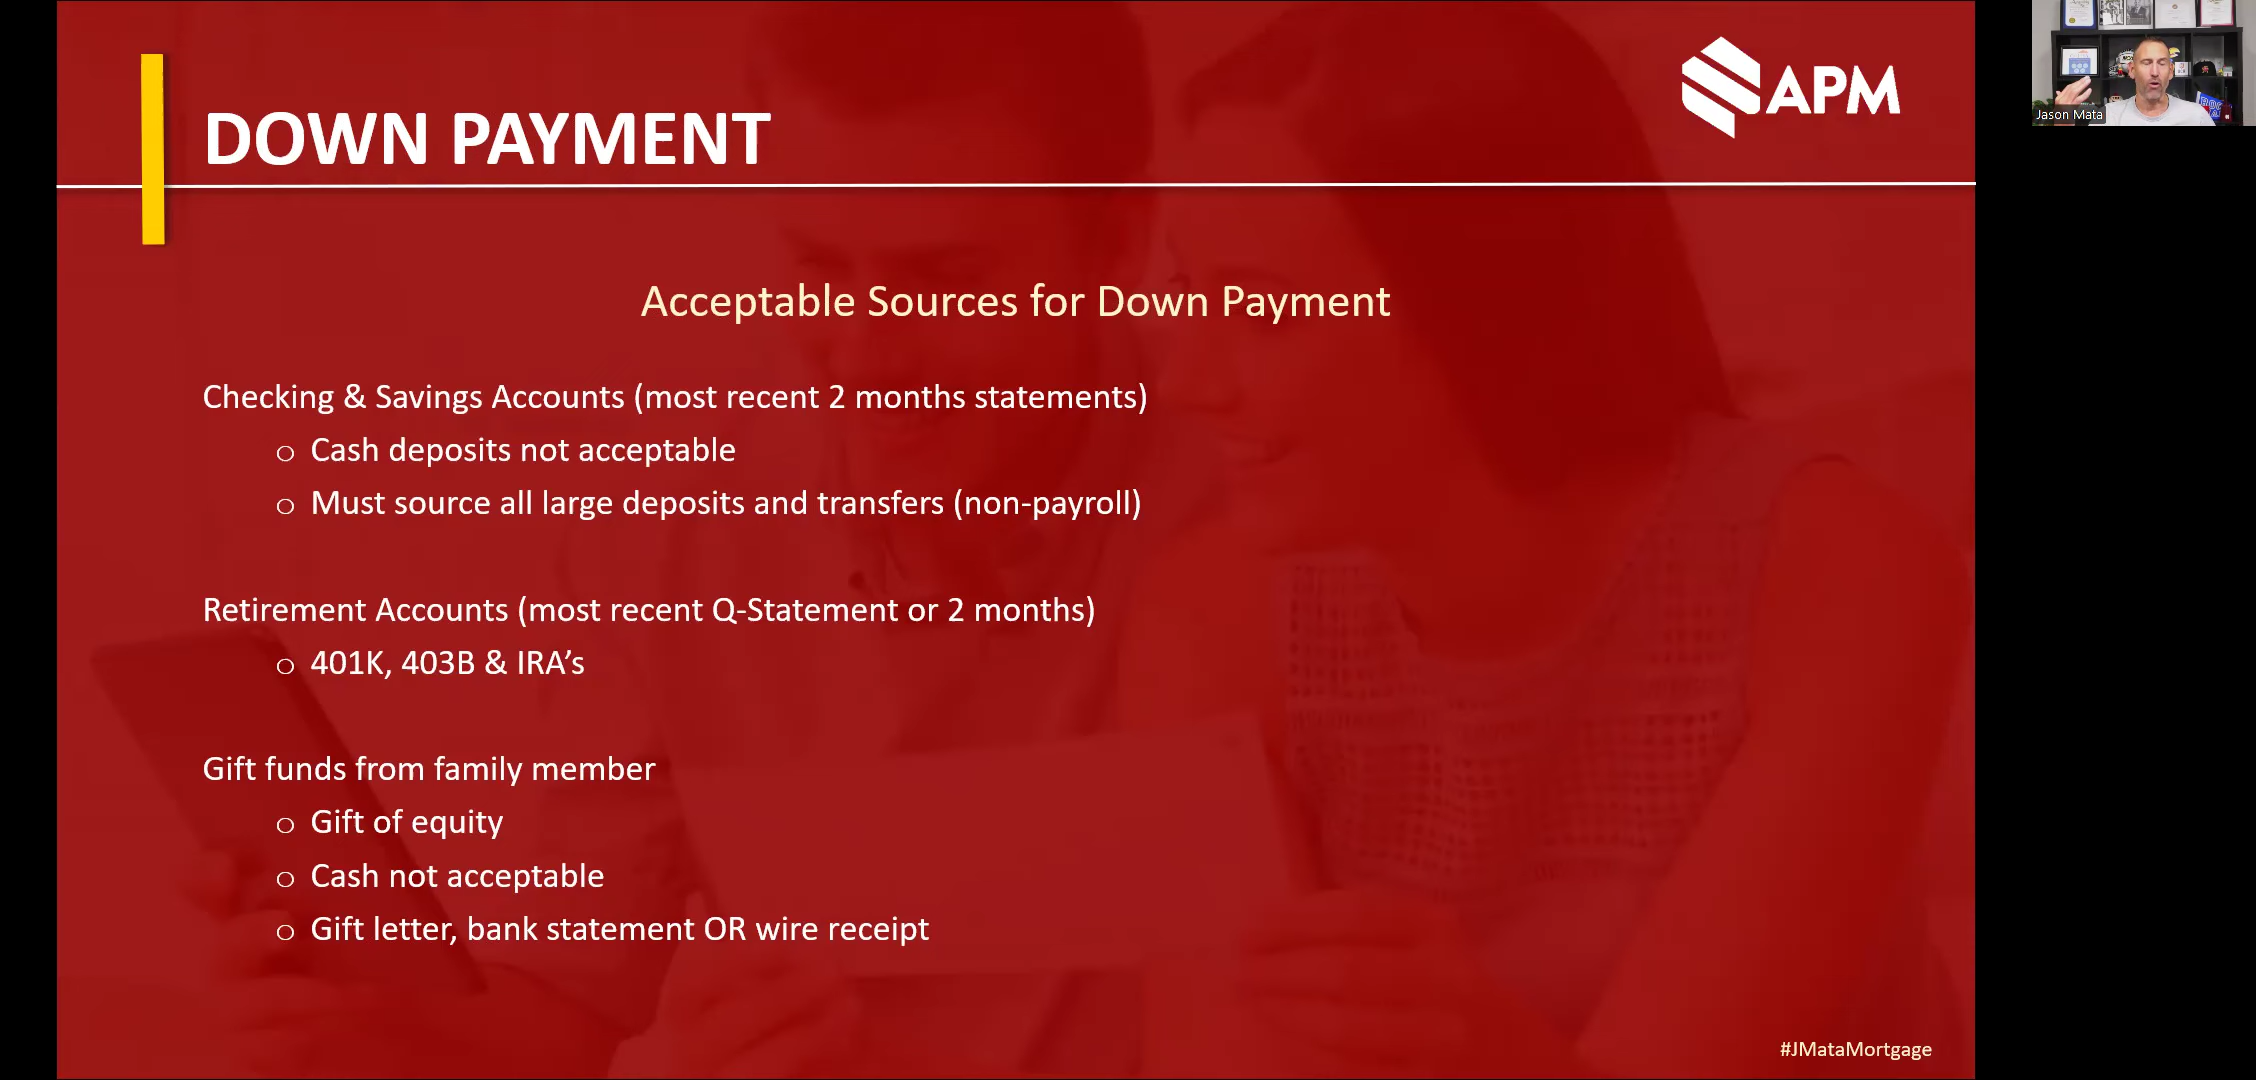 DOWN PAYMENT
APM
Jason Mata
Acceptable Sources for Down Payment
Checking & Savings Accounts (most recent 2 months statements)
o Cash deposits not acceptable
o Must source all large deposits and transfers (non-payroll)
Retirement Accounts (most recent Q-Statement or 2 months)
o 401K, 403B & IRA’s
Gift funds from family member
o Gift of equity
o Cash not acceptable
o Gift letter, bank statement OR wire receipt
#JMataMortgage